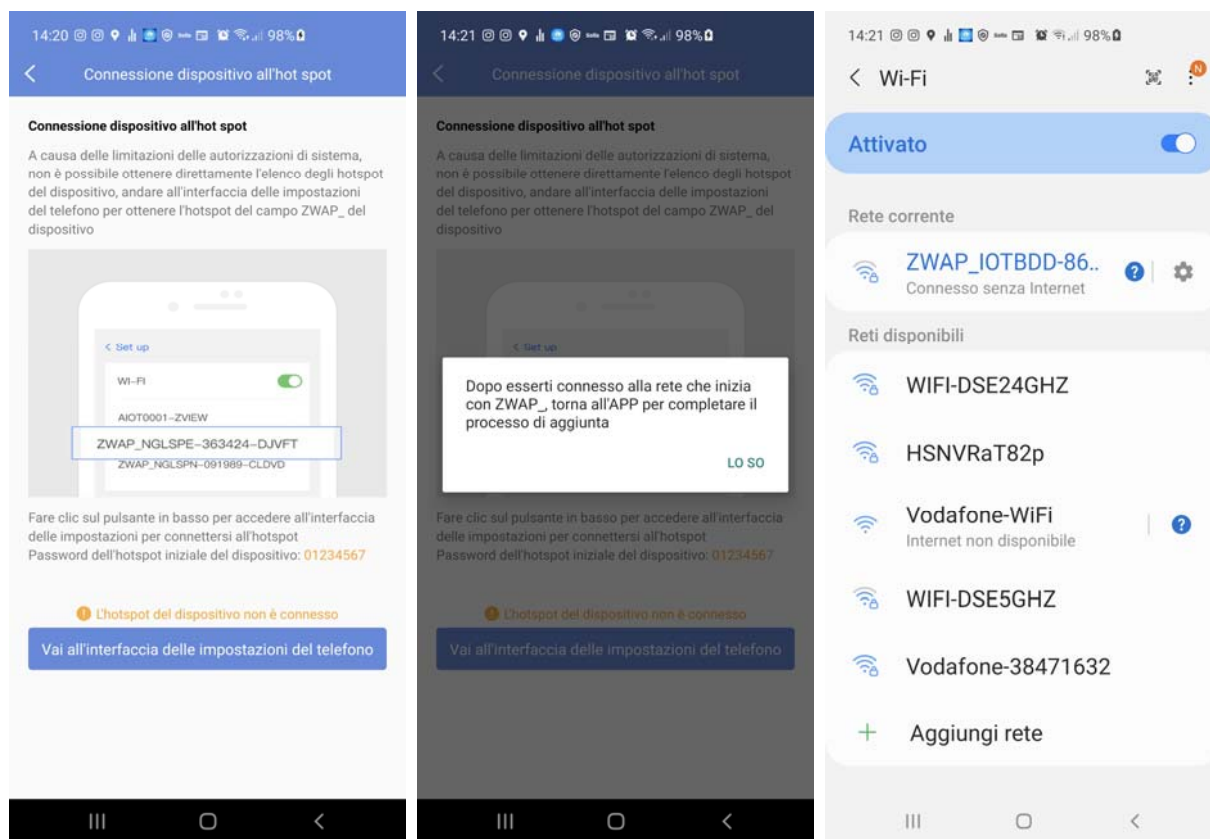 14:20 98%
Connessione dispositivo all'hot spot
Connessione dispositivo all'hot spot
A causa delle limitazioni delle autorizzazioni di sistema,
non è possibile ottenere direttamente l'elenco degli hotspot
del dispositivo, andare all'interfaccia delle impostazioni
del telefono per ottenere l'hotspot del campo ZWAP_ del
dispositivo
< Set up
WI-FI
AIOT0001-ZVIEW
ZWAP_NGLSPE-363424-DJVFT
ZWAP_NGLSPN-091989-CLDVD
Fare clic sul pulsante in basso per accedere all'interfaccia
delle impostazioni per connettersi all'hotspot
Password dell'hotspot iniziale del dispositivo: 01234567
L'hotspot del dispositivo non è connesso
Vai all'interfaccia delle impostazioni del telefono
14:21 98%
Connessione dispositivo all'hot spot
Connessione dispositivo all'hot spot
A causa delle limitazioni delle autorizzazioni di sistema,
non è possibile ottenere direttamente l'elenco degli hotspot
del dispositivo, andare all'interfaccia delle impostazioni
del telefono per ottenere l'hotspot del campo ZWAP_ del
dispositivo
< Set up
Dopo esserti connesso alla rete che inizia
con ZWAP_, torna all'APP per completare il
processo di aggiunta
LO SO
Fare clic sul pulsante in basso per accedere all'interfaccia
delle impostazioni per connettersi all'hotspot
Password dell'hotspot iniziale del dispositivo: 01234567
L'hotspot del dispositivo non è connesso
Vai all'interfaccia delle impostazioni del telefono
14:21 98%
< Wi-Fi
N
Attivato
Rete corrente
ZWAP_IOTBDD-86..
Connesso senza Internet
Reti disponibili
WIFI-DSE24GHZ
HSNVRaT82p
Vodafone-WiFi
Internet non disponibile
WIFI-DSE5GHZ
Vodafone-38471632
Aggiungi rete